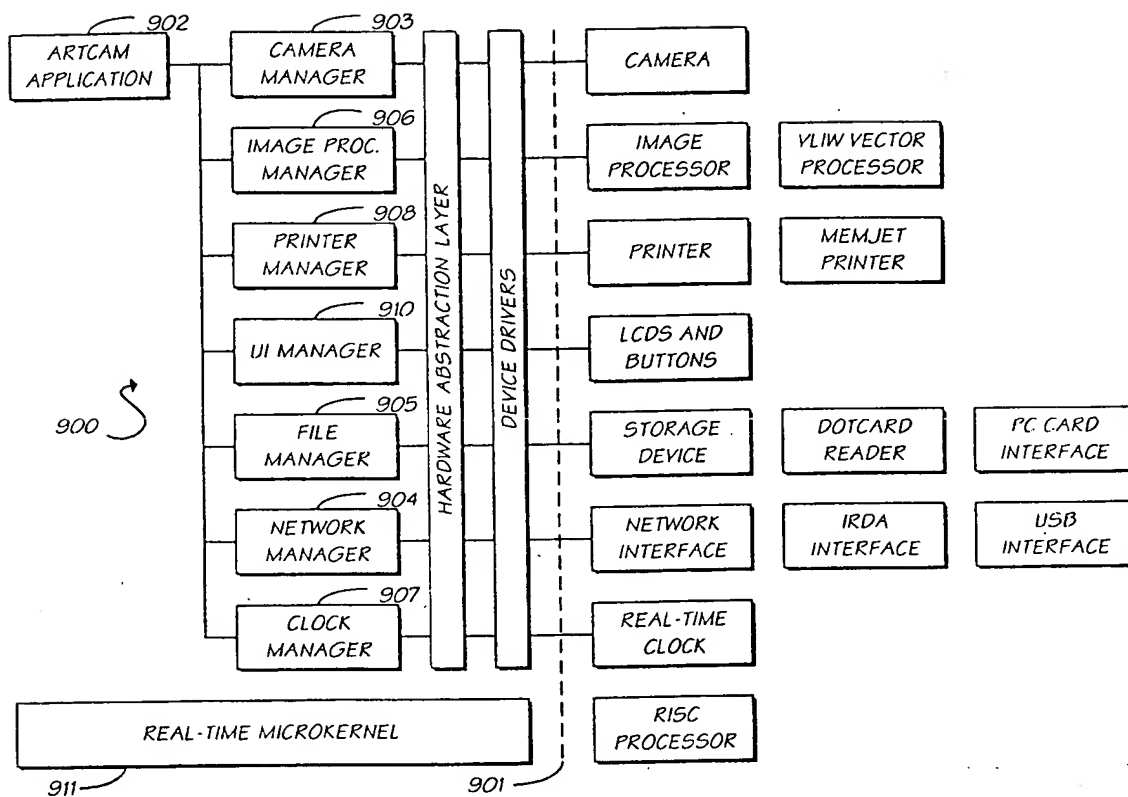 902
903
ARTCAM
APPLICATION
CAMERA
MANAGER
CAMERA
906
IMAGE PROC.
MANAGER
IMAGE
PROCESSOR
VLIW VECTOR
PROCESSOR
908
PRINTER
MANAGER
PRINTER
MEMJET
PRINTER
910
UI MANAGER
LCDS AND
BUTTONS
HARDWARE ABSTRACTION LAYER
DEVICE DRIVERS
900
905
FILE
MANAGER
STORAGE
DEVICE
DOTCARD
READER
PC CARD
INTERFACE
904
NETWORK
MANAGER
NETWORK
INTERFACE
IRDA
INTERFACE
USB
INTERFACE
907
CLOCK
MANAGER
REAL-TIME
CLOCK
REAL-TIME MICROKERNEL
RISC
PROCESSOR
911
901